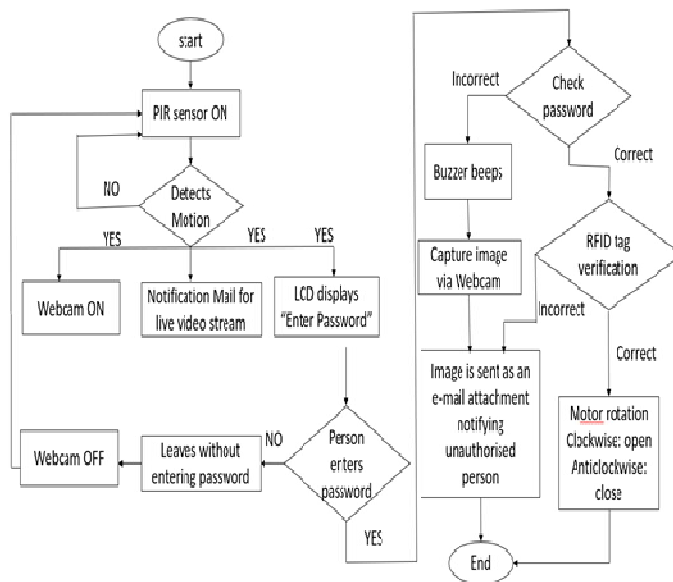 start
PIR sensor ON
NO
Detects
Motion
YES
YES
YES
Webcam ON
Notification Mail for
live video stream
LCD displays
“Enter Password”
Person
enters
password
NO
Leaves without
entering password
Webcam OFF
YES
Check
password
Incorrect
Correct
Buzzer beeps
Capture image
via Webcam
RFID tag
verification
Incorrect
Correct
Image is sent as an
e-mail attachment
notifying
unauthorised
person
Motor rotation
Clockwise: open
Anticlockwise:
close
End